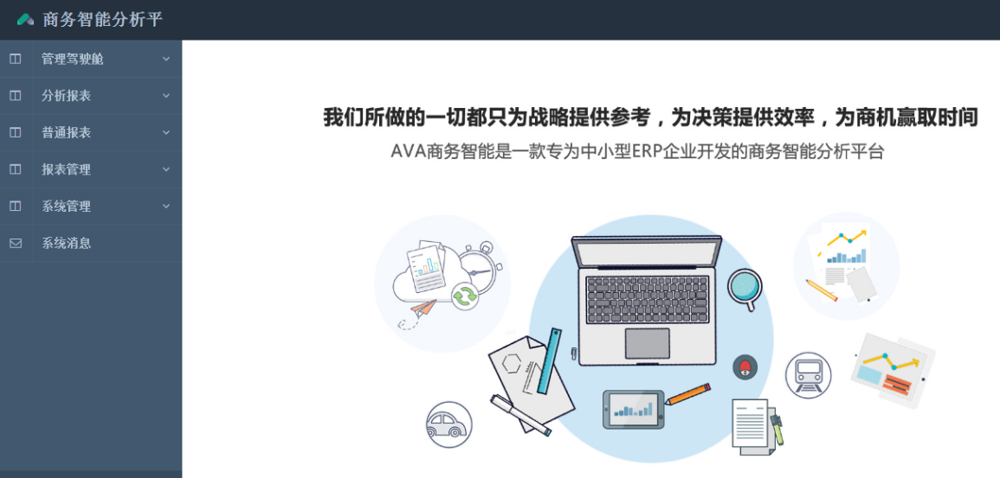 商务智能分析平
管理驾驶舱
分析报表
普通报表
报表管理
系统管理
系统消息
我们所做的一切都只为战略提供参考，为决策提供效率，为商机赢取时间
AVA商务智能是一款专为中小型ERP企业开发的商务智能分析平台